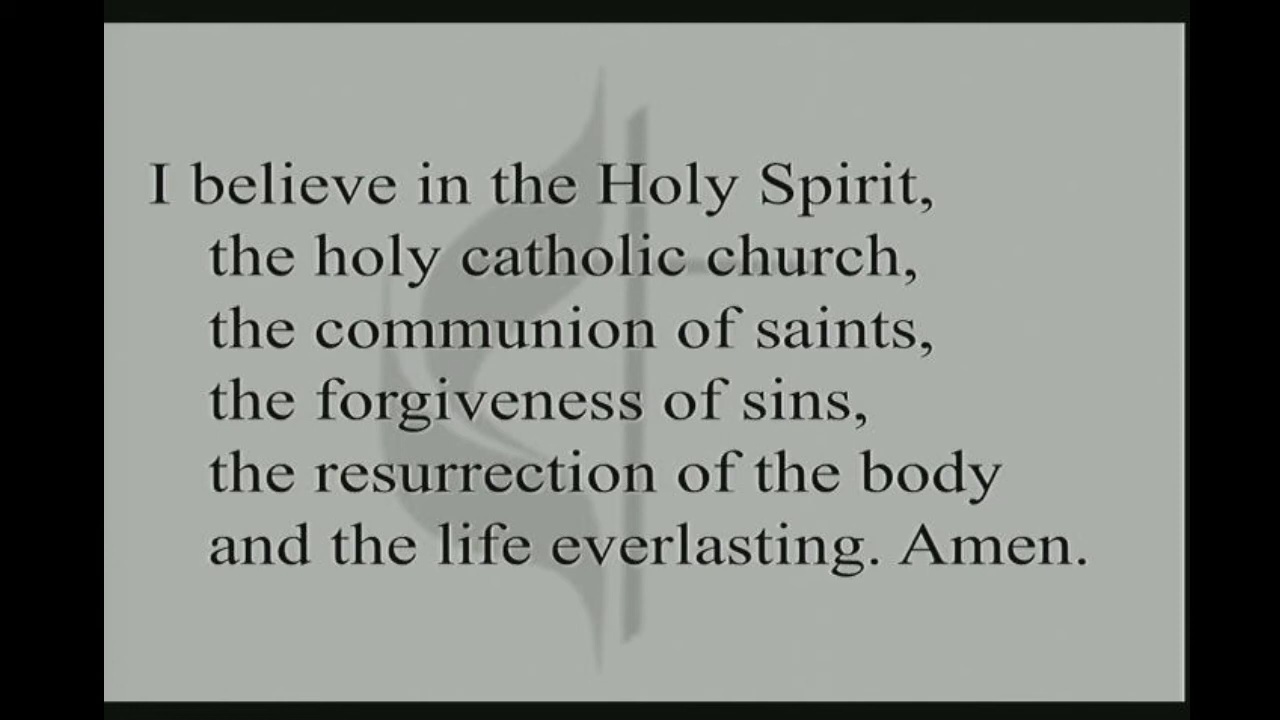 I believe in the Holy Spirit,
the holy catholic church,
the communion of saints,
the forgiveness of sins,
the resurrection of the body
and the life everlasting. Amen.